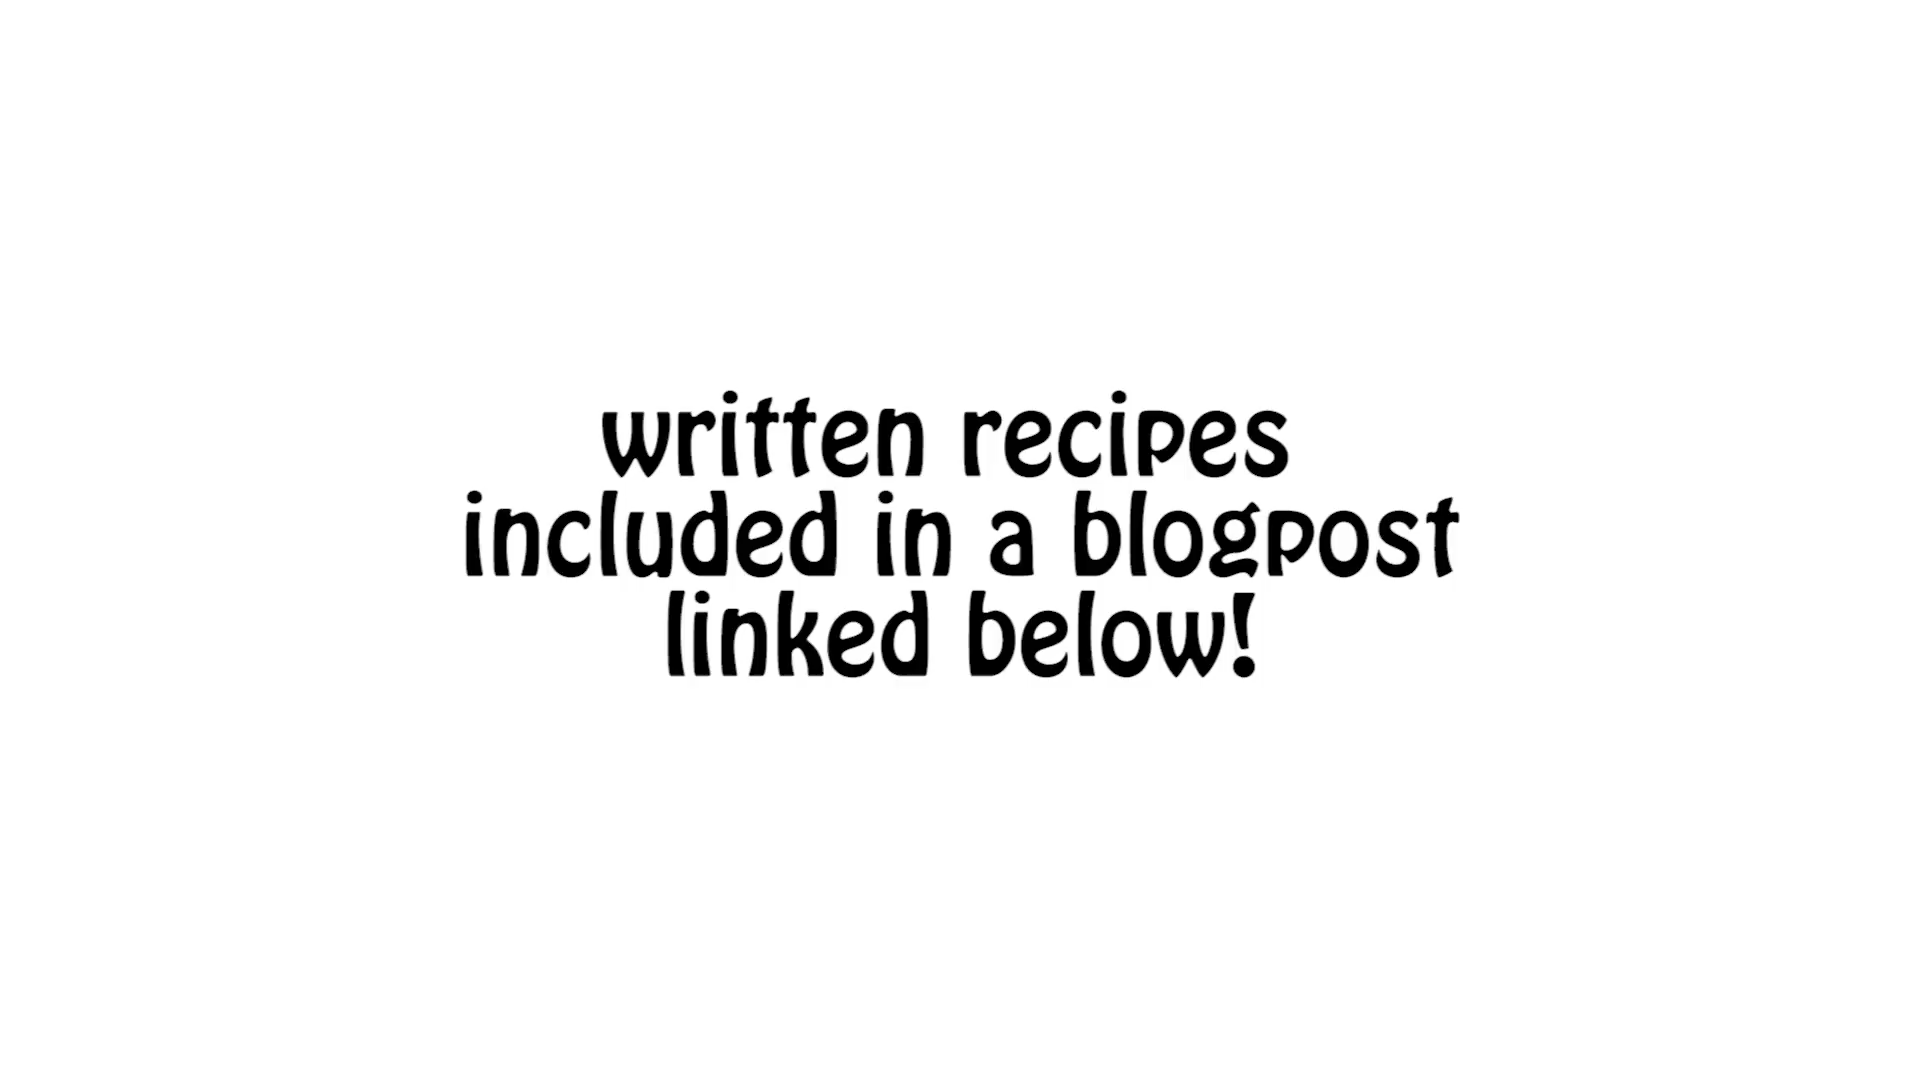 written recipes
included in a blogpost
linked below!